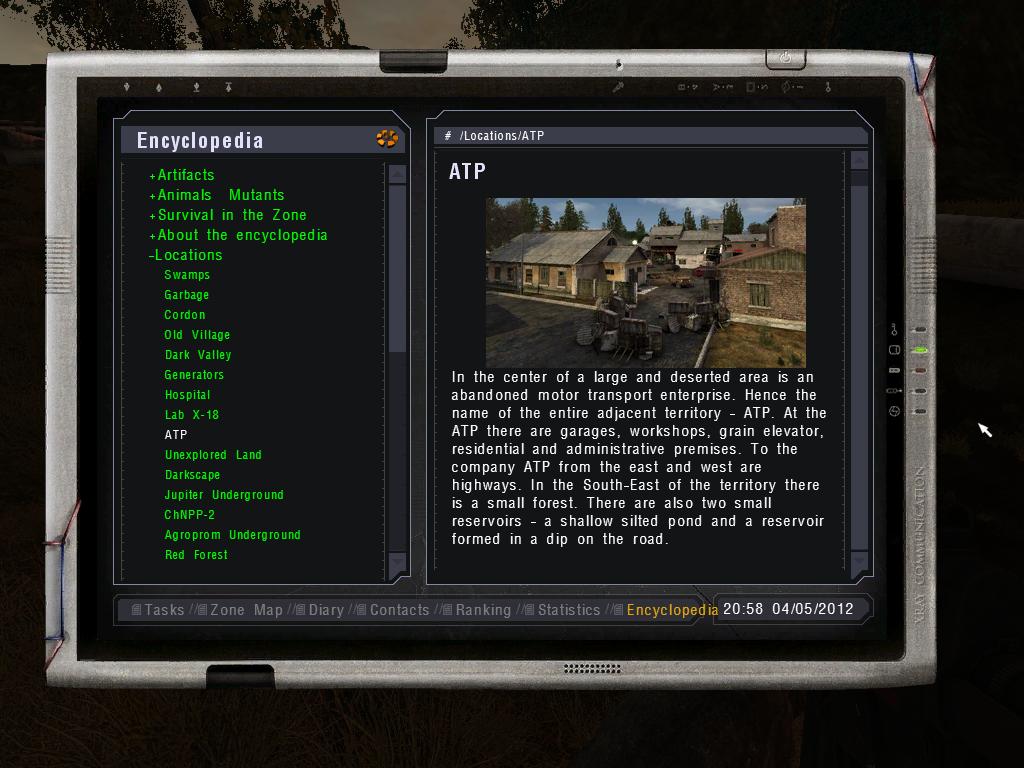 Encyclopedia
+Artifacts
+Animals Mutants
+Survival in the Zone
+About the encyclopedia
-Locations
Swamps
Garbage
Cordon
Old Village
Dark Valley
Generators
Hospital
Lab X-18
ATP
Unexplored Land
Darkscape
Jupiter Underground
ChNPP-2
Agroprom Underground
Red Forest
# /Locations/ATP
ATP
In the center of a large and deserted area is an
abandoned motor transport enterprise. Hence the
name of the entire adjacent territory - ATP. At the
ATP there are garages, workshops, grain elevator,
residential and administrative premises. To the
company ATP from the east and west are
highways. In the South-East of the territory there
is a small forest. There are also two small
reservoirs - a shallow silted pond and a reservoir
formed in a dip on the road.
Tasks // Zone Map // Diary // Contacts // Ranking // Statistics // Encyclopedia 20:58 04/05/2012
XRAY COMMUNICATION